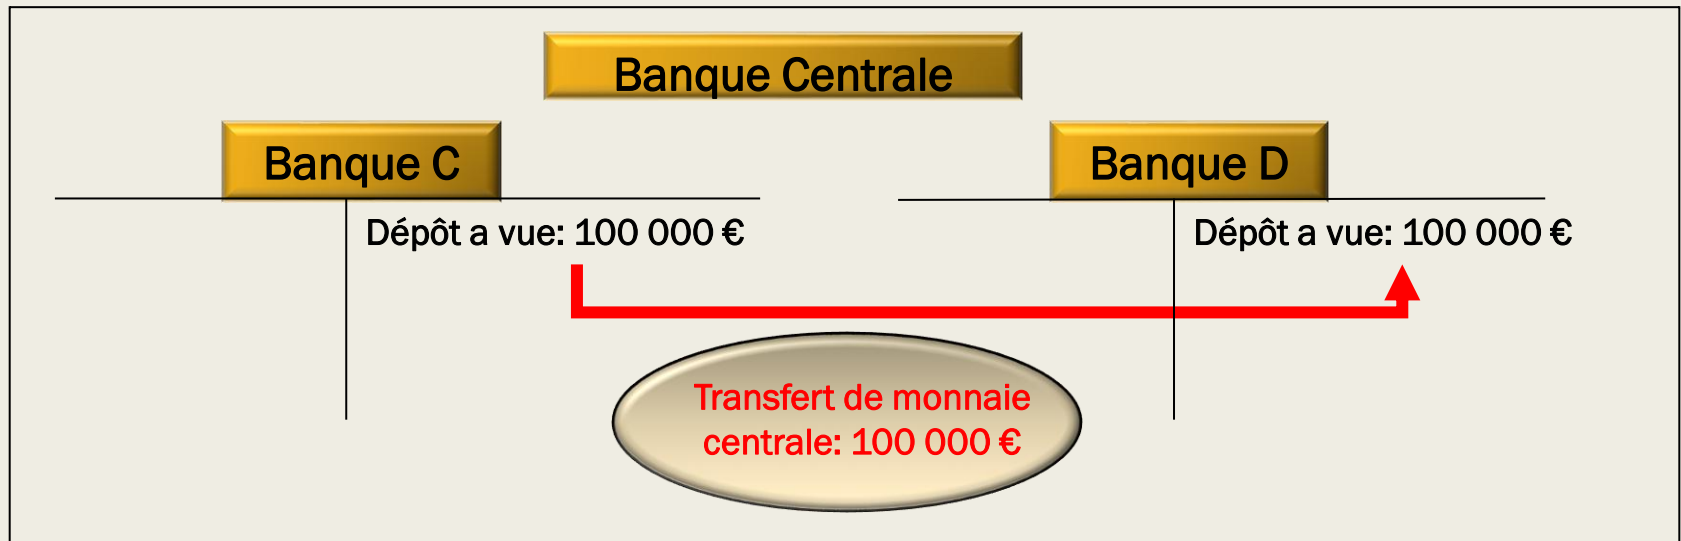 Banque Centrale
Banque C
Banque D
Dépôt a vue: 100 000 €
Dépôt a vue: 100 000 €
Transfert de monnaie
centrale: 100 000 €